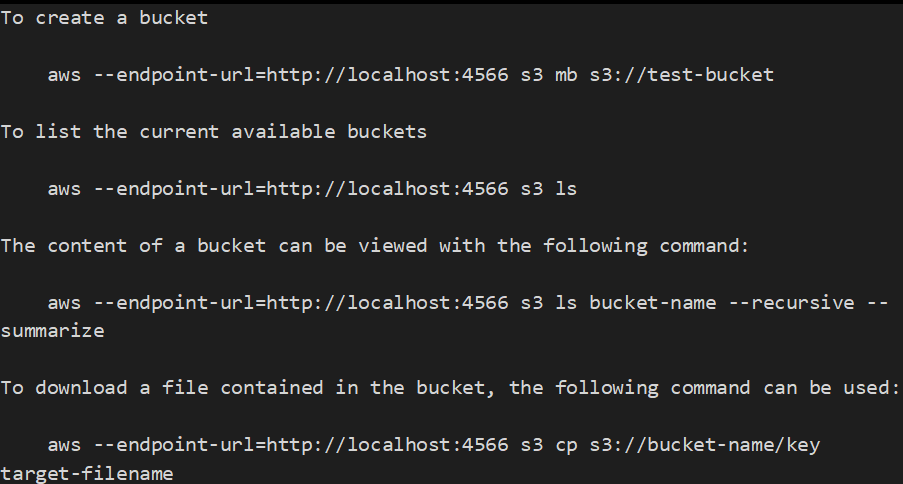 To create a bucket
aws --endpoint-url=http://localhost:4566 s3 mb s3://test-bucket
To list the current available buckets
aws --endpoint-url=http://localhost:4566 s3 ls
The content of a bucket can be viewed with the following command:
aws --endpoint-url=http://localhost:4566 s3 ls bucket-name --recursive --
summarize
To download a file contained in the bucket, the following command can be used:
aws --endpoint-url=http://localhost:4566 s3 cp s3://bucket-name/key
target-filename